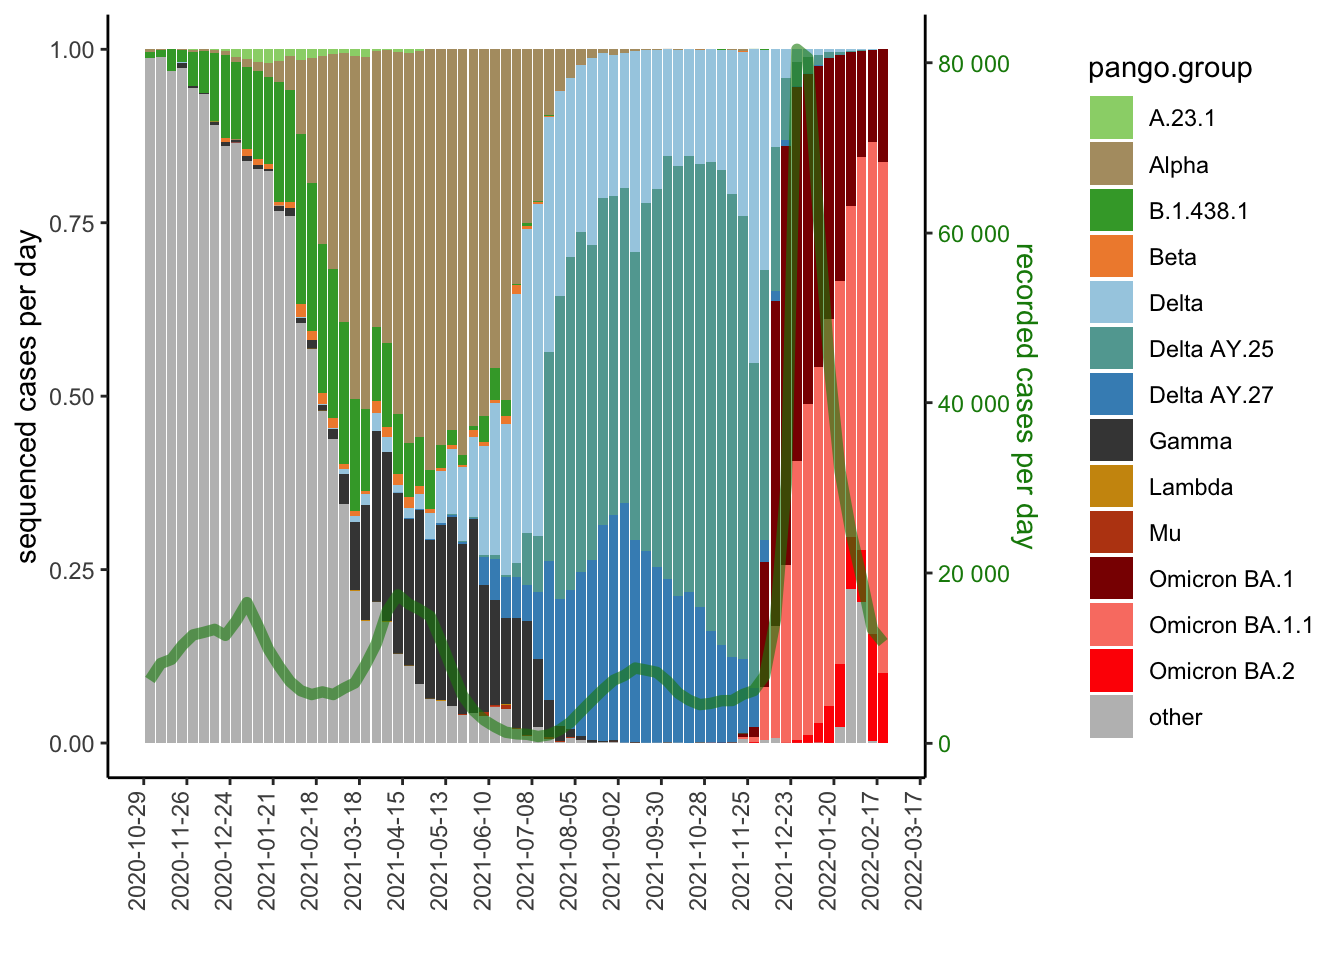 sequenced cases per day
1.00
0.75
0.50
0.25
0.00
80 000
60 000
40 000
20 000
0
recorded cases per day
2020-10-29
2020-11-26
2020-12-24
2021-01-21
2021-02-18
2021-03-18
2021-04-15
2021-05-13
2021-06-10
2021-07-08
2021-08-05
2021-09-02
2021-09-30
2021-10-28
2021-11-25
2021-12-23
2022-01-20
2022-02-17
2022-03-17
pango.group
A.23.1
Alpha
B.1.438.1
Beta
Delta
Delta AY.25
Delta AY.27
Gamma
Lambda
Mu
Omicron BA.1
Omicron BA.1.1
Omicron BA.2
other